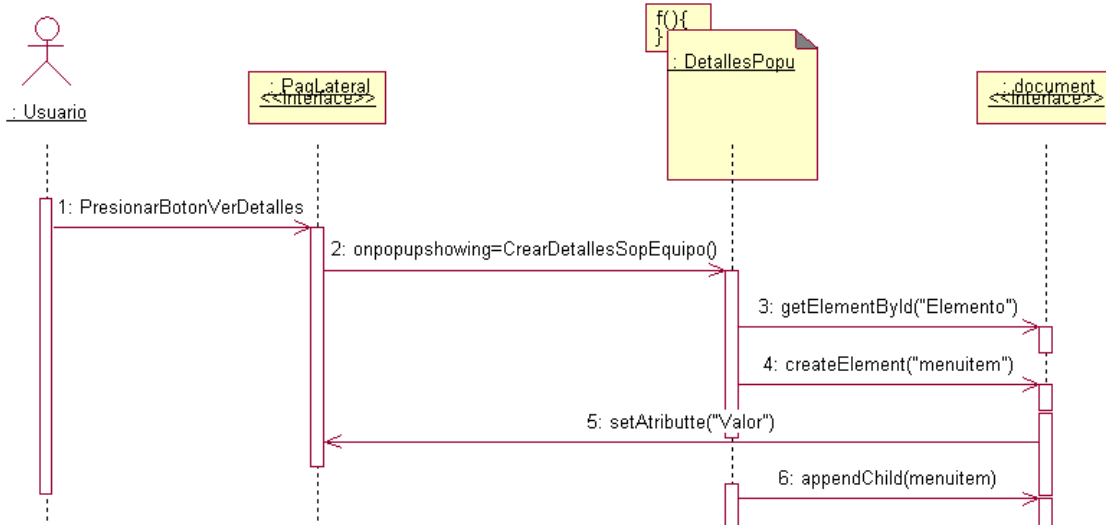 f(){
}
: DetallesPopu
: PagLateral
<<Interface>>
: document
<<Interface>>
: Usuario
1: PresionarBotonVerDetalles
2: onpopupshowing=CrearDetallesSopEquipo()
3: getElementById("Elemento")
4: createElement("menuitem")
5: setAtributte("Valor")
6: appendChild(menuitem)